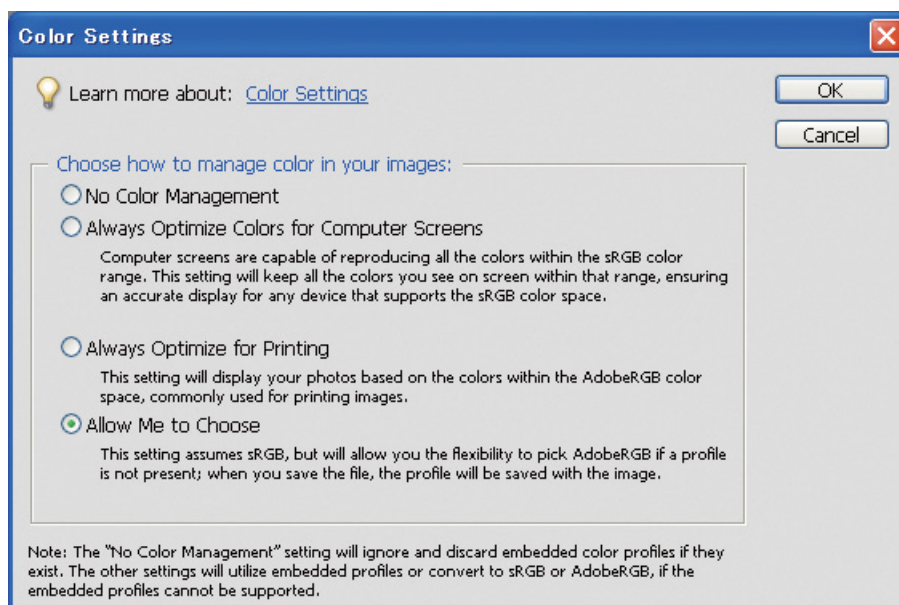 Color Settings
Learn more about: Color Settings
OK
Cancel
Choose how to manage color in your images:
No Color Management
Always Optimize Colors for Computer Screens
Computer screens are capable of reproducing all the colors within the sRGB color
range. This setting will keep all the colors you see on screen within that range, ensuring
an accurate display for any device that supports the sRGB color space.
Always Optimize for Printing
This setting will display your photos based on the colors within the AdobeRGB color
space, commonly used for printing images.
Allow Me to Choose
This setting assumes sRGB, but will allow you the flexibility to pick AdobeRGB if a profile
is not present; when you save the file, the profile will be saved with the image.
Note: The "No Color Management" setting will ignore and discard embedded color profiles if they
exist. The other settings will utilize embedded profiles or convert to sRGB or AdobeRGB, if the
embedded profiles cannot be supported.